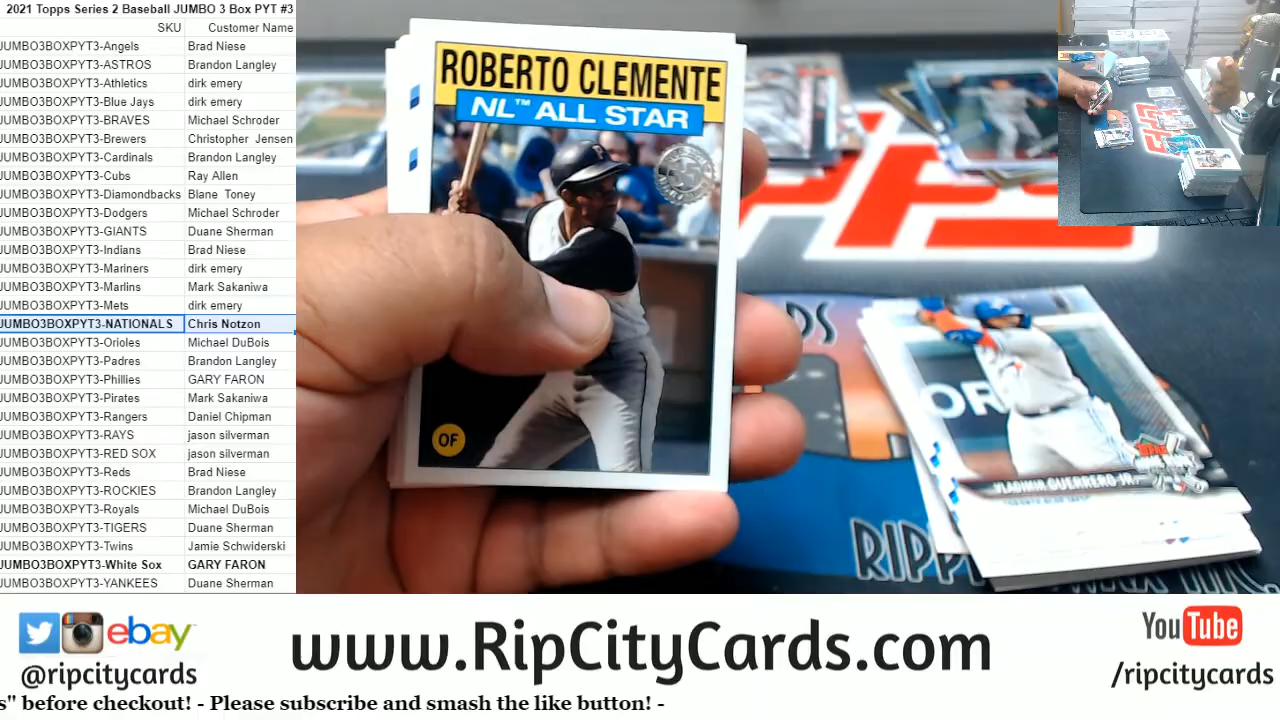 2021 Topps Series 2 Baseball JUMBO 3 Box PYT #3
SKU Customer Name
JUMBO3BOXPYT3-Angels Brad Niese
JUMBO3BOXPYT3-ASTROS Brandon Langley
JUMBO3BOXPYT3-Athletics dirk emery
JUMBO3BOXPYT3-Blue Jays dirk emery
JUMBO3BOXPYT3-BRAVES Michael Schroder
JUMBO3BOXPYT3-Brewers Christopher Jensen
JUMBO3BOXPYT3-Cardinals Brandon Langley
JUMBO3BOXPYT3-Cubs Ray Allen
JUMBO3BOXPYT3-Diamondbacks Blane Toney
JUMBO3BOXPYT3-Dodgers Michael Schroder
JUMBO3BOXPYT3-GIANTS Duane Sherman
JUMBO3BOXPYT3-Indians Brad Niese
JUMBO3BOXPYT3-Mariners dirk emery
JUMBO3BOXPYT3-Marlins Mark Sakaniwa
JUMBO3BOXPYT3-Mets dirk emery
JUMBO3BOXPYT3-NATIONALS Chris Notzon
JUMBO3BOXPYT3-Orioles Michael DuBois
JUMBO3BOXPYT3-Padres Brandon Langley
JUMBO3BOXPYT3-Phillies GARY FARON
JUMBO3BOXPYT3-Pirates Mark Sakaniwa
JUMBO3BOXPYT3-Rangers Daniel Chipman
JUMBO3BOXPYT3-RAYS jason silverman
JUMBO3BOXPYT3-RED SOX jason silverman
JUMBO3BOXPYT3-Reds Brad Niese
JUMBO3BOXPYT3-ROCKIES Brandon Langley
JUMBO3BOXPYT3-Royals Michael DuBois
JUMBO3BOXPYT3-TIGERS Duane Sherman
JUMBO3BOXPYT3-Twins Jamie Schwiderski
JUMBO3BOXPYT3-White Sox GARY FARON
JUMBO3BOXPYT3-YANKEES Duane Sherman
ROBERTO CLEMENTE
NL™ ALL STAR
OF
VLADIMIR GUERRERO JR.
RIPP
ebay
@ripcitycards
www.RipCityCards.com
YouTube
/ripcitycards
s" before checkout! - Please subscribe and smash the like button! -